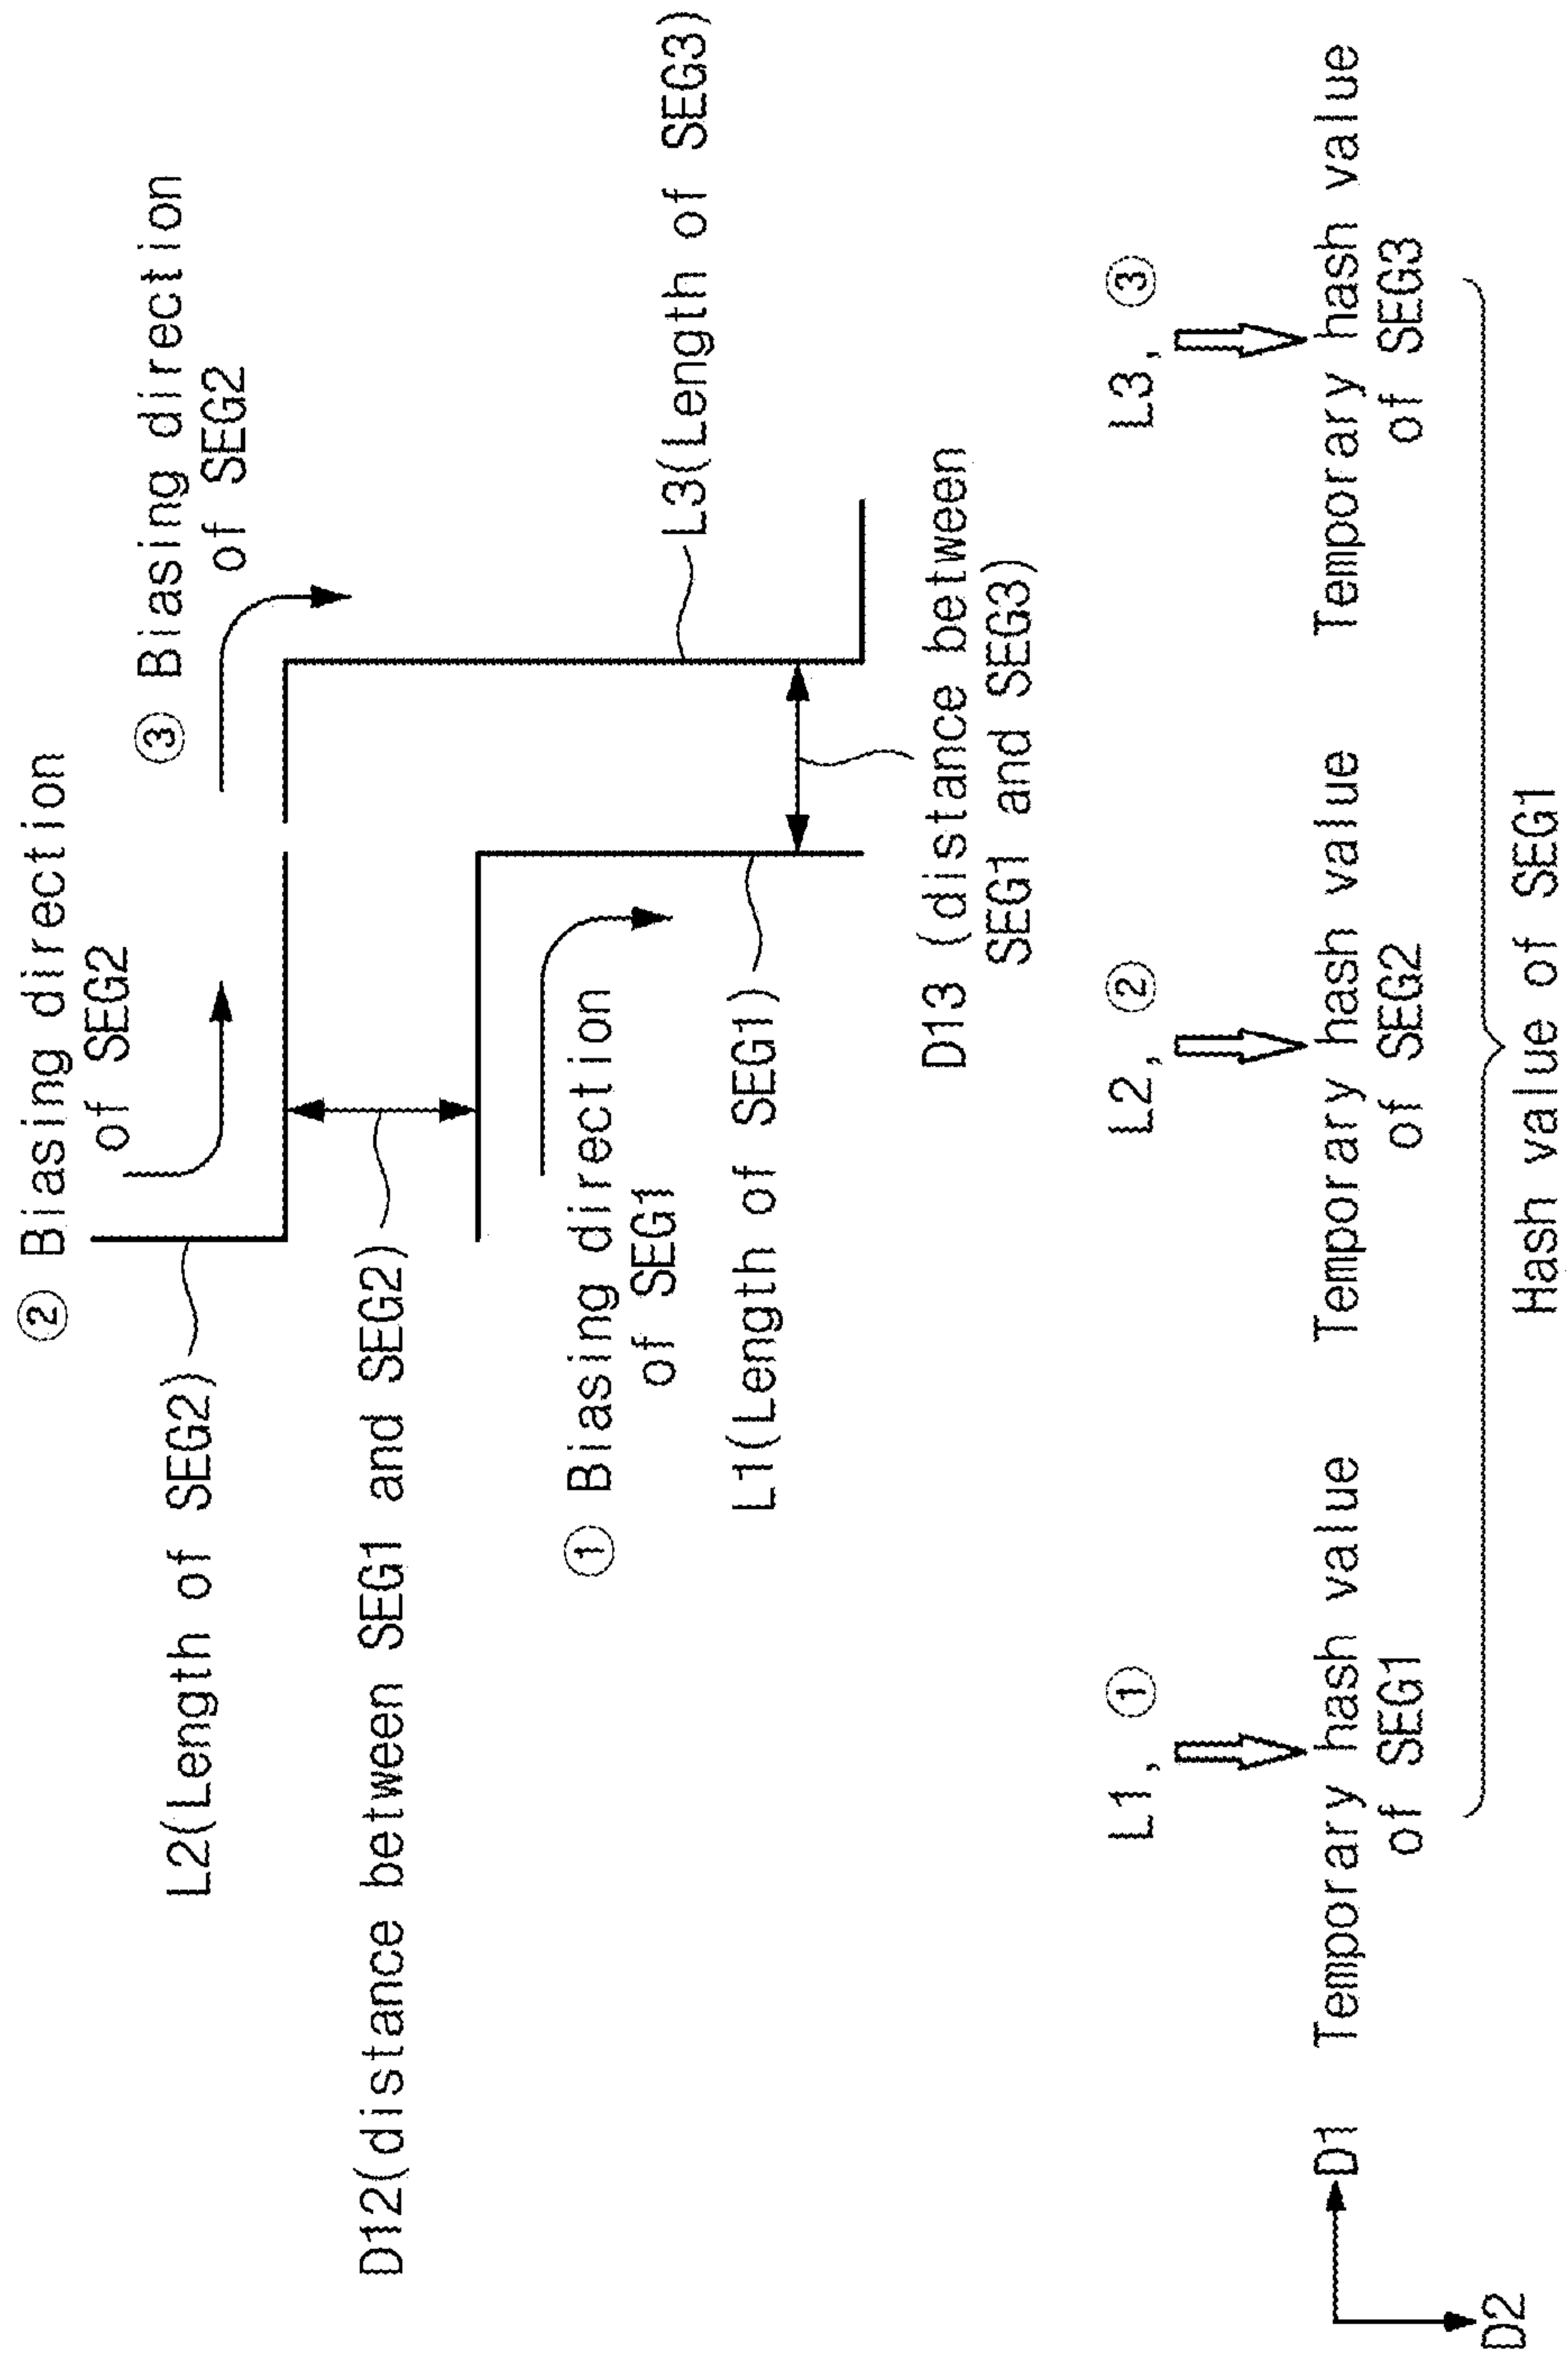 ② Biasing direction
of SEG2
③ Biasing direction
of SEG2
L2(Length of SEG2)
D12(distance between SEG1 and SEG2)
① Biasing direction
of SEG1
L1(Length of SEG1)
L3(Length of SEG3)
D13 (distance between
SEG1 and SEG3)
L1, ①
L2, ②
L3, ③
D1
D2
Temporary hash value
of SEG1
Temporary hash value
of SEG2
Temporary hash value
of SEG3
Hash value of SEG1